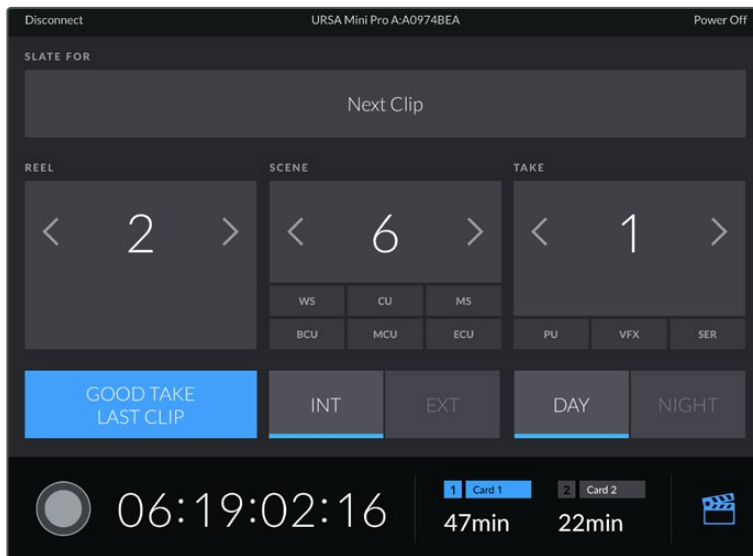 Disconnect URSA Mini Pro A:A0974BEA Power Off
SLATE FOR
Next Clip
REEL SCENE TAKE
< 2 > < 6 > < 1 >
WS CU MS
BCU MCU ECU PU VFX SER
GOOD TAKE
LAST CLIP
INT EXT DAY NIGHT
06:19:02:16
1 Card 1 2 Card 2
47min 22min